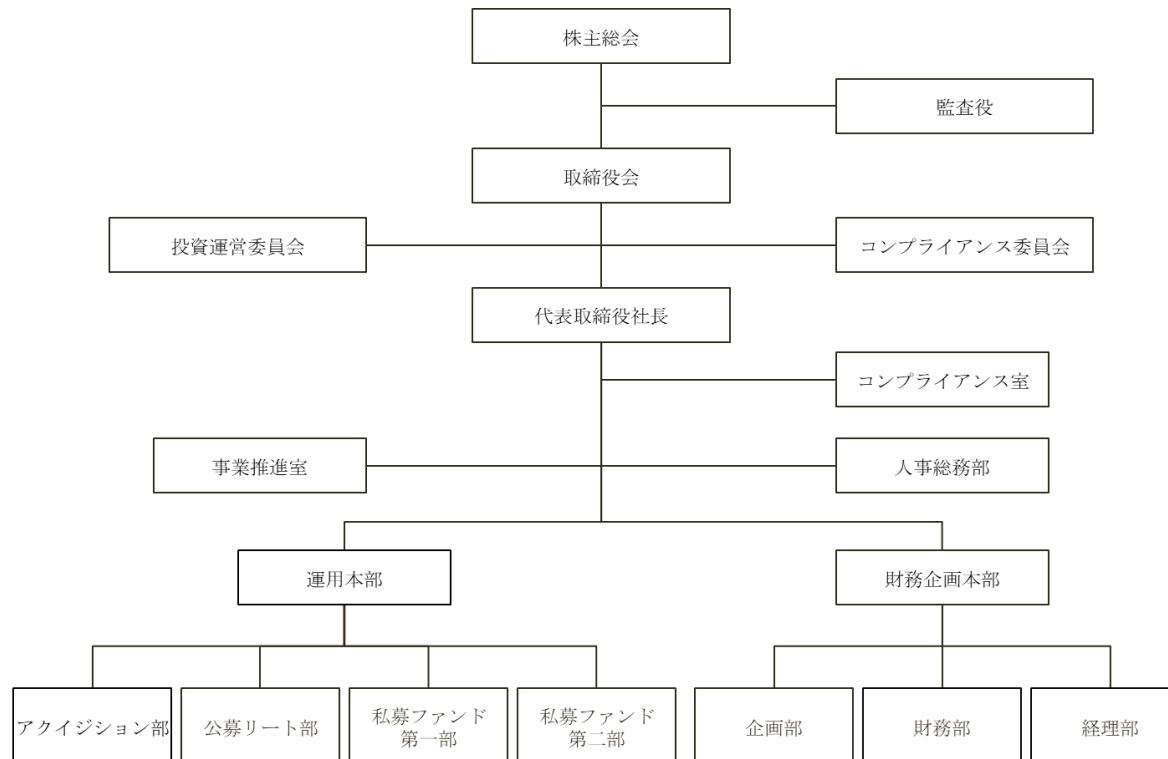 株主総会
監査役
取締役会
投資運営委員会
コンプライアンス委員会
代表取締役社長
コンプライアンス室
事業推進室
人事総務部
運用本部
財務企画本部
アクイジション部
公募リート部
私募ファンド
第一部
私募ファンド
第二部
企画部
財務部
経理部